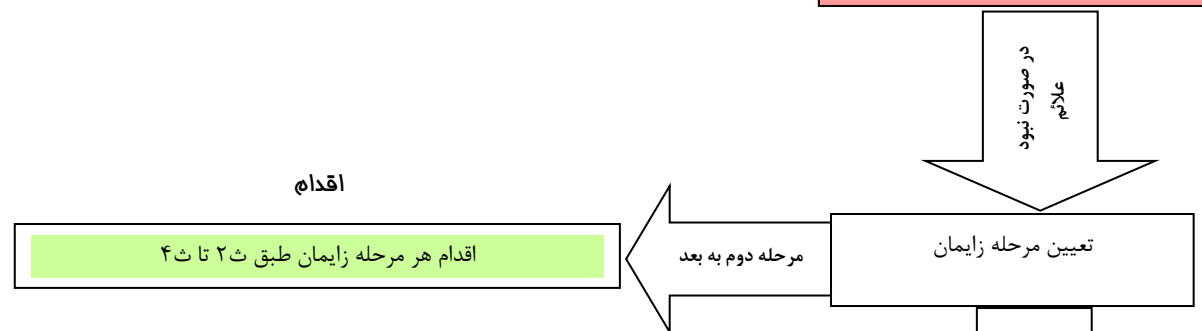 در صورت نبود
علائم
تعیین مرحله زایمان
مرحله دوم به بعد
اقدام
اقدام هر مرحله زایمان طبق ث۲ تا ث۴